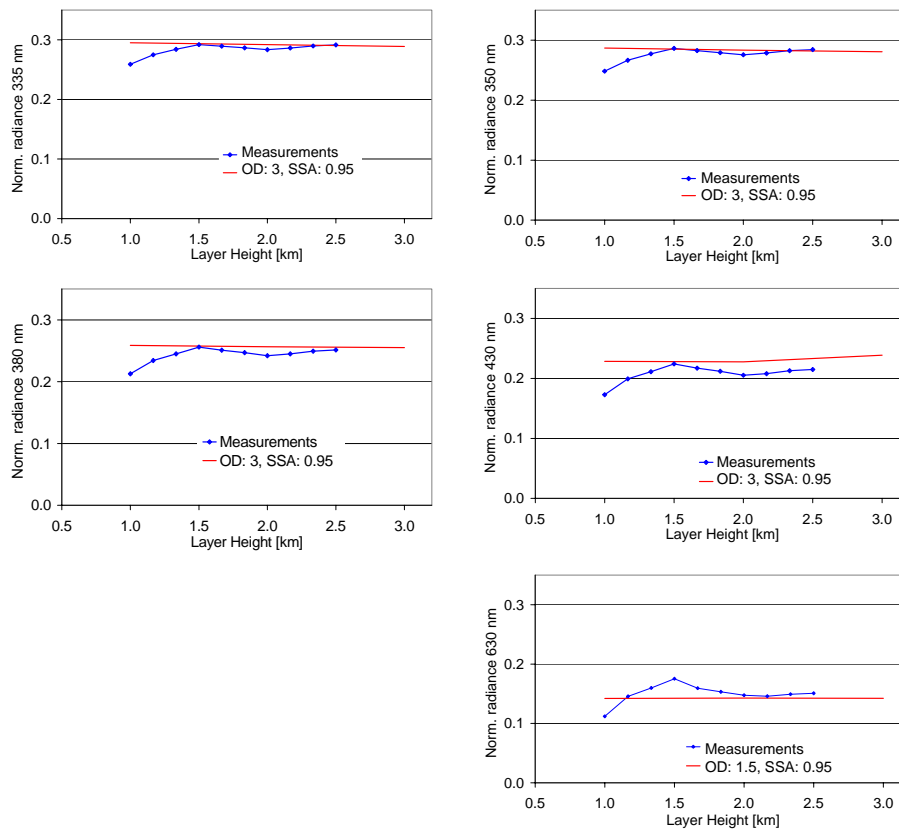 Norm. radiance 335 nm
0.3
0.2
0.1
0.0
Measurements
OD: 3, SSA: 0.95
0.5 1.0 1.5 2.0 2.5 3.0
Layer Height [km]
Norm. radiance 350 nm
0.3
0.2
0.1
0.0
Measurements
OD: 3, SSA: 0.95
0.5 1.0 1.5 2.0 2.5 3.0
Layer Height [km]
Norm. radiance 380 nm
0.3
0.2
0.1
0.0
Measurements
OD: 3, SSA: 0.95
0.5 1.0 1.5 2.0 2.5 3.0
Layer Height [km]
Norm. radiance 430 nm
0.3
0.2
0.1
0.0
Measurements
OD: 3, SSA: 0.95
0.5 1.0 1.5 2.0 2.5 3.0
Layer Height [km]
Norm. radiance 630 nm
0.3
0.2
0.1
0.0
Measurements
OD: 1.5, SSA: 0.95
0.5 1.0 1.5 2.0 2.5 3.0
Layer Height [km]